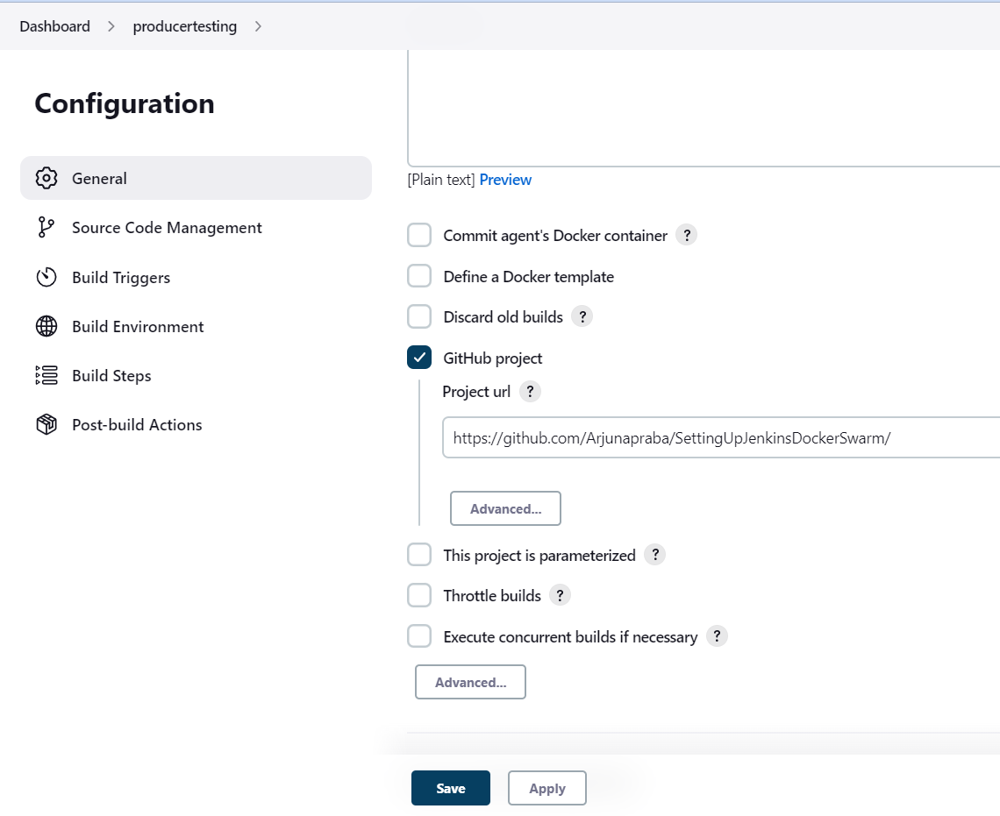 Dashboard > producertesting >
Configuration
General
Source Code Management
Build Triggers
Build Environment
Build Steps
Post-build Actions
[Plain text] Preview
Commit agent's Docker container ?
Define a Docker template
Discard old builds ?
GitHub project
Project url ?
https://github.com/Arjunapraba/SettingUpJenkinsDockerSwarm/
Advanced...
This project is parameterized ?
Throttle builds ?
Execute concurrent builds if necessary ?
Advanced...
Save Apply